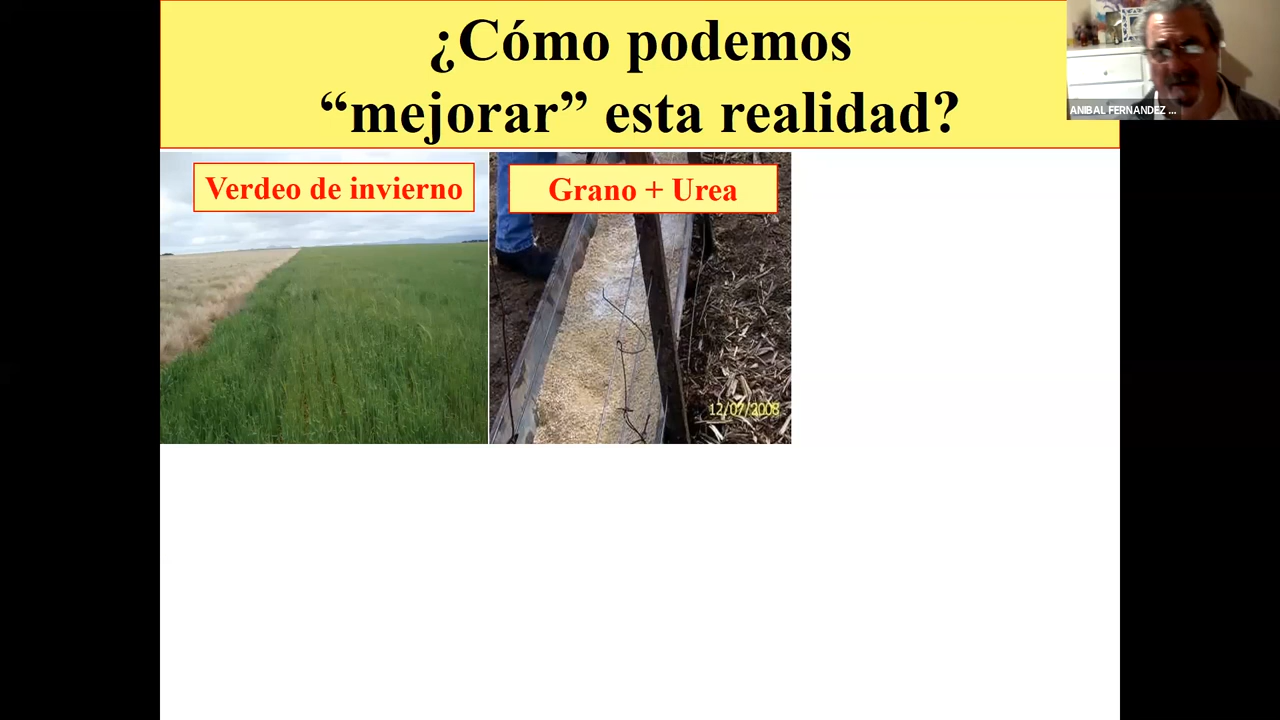 ¿Cómo podemos
“mejorar” esta realidad?
ANIBAL FERNANDEZ ...
Verdeo de invierno
Grano + Urea
12/07/2008